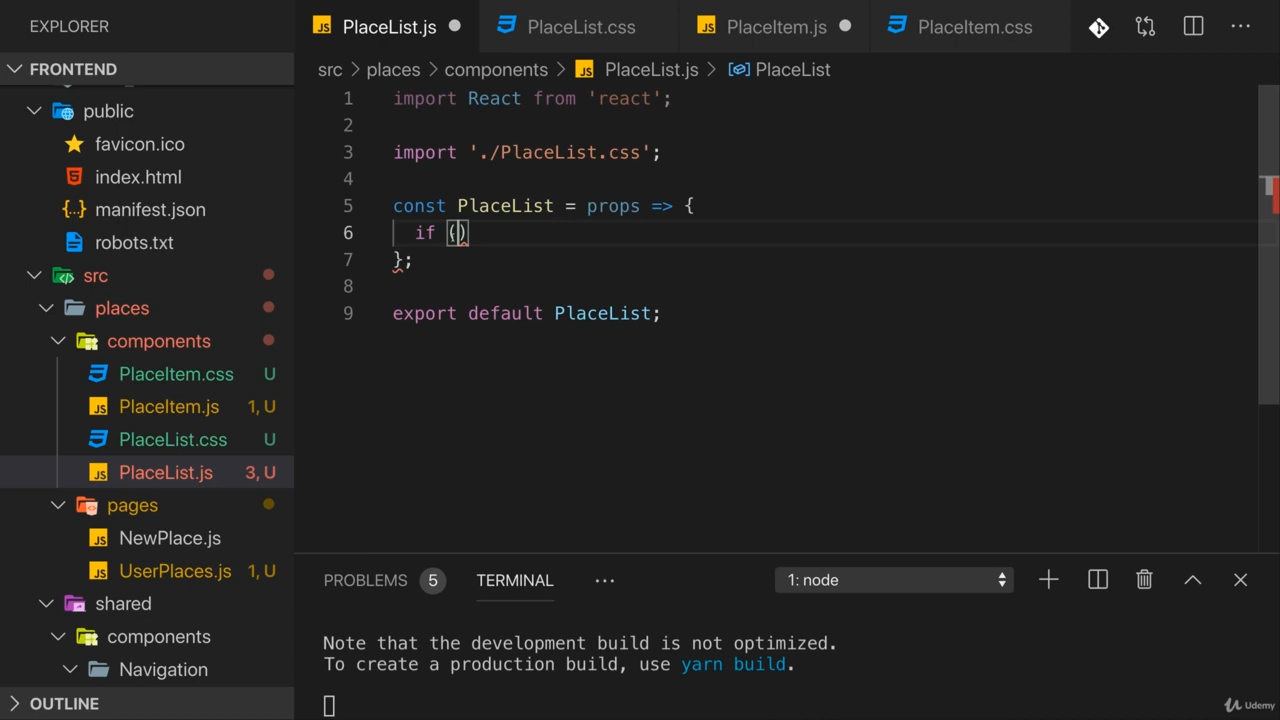 EXPLORER
FRONTEND
public
favicon.ico
index.html
manifest.json
robots.txt
src
places
components
PlaceItem.css U
PlaceItem.js 1, U
PlaceList.css U
PlaceList.js 3, U
pages
NewPlace.js
UserPlaces.js 1, U
shared
components
Navigation
OUTLINE
PlaceList.js PlaceList.css PlaceItem.js PlaceItem.css
src > places > components > PlaceList.js > PlaceList
1 import React from 'react';
2
3 import './PlaceList.css';
4
5 const PlaceList = props => {
6 if ()
7 };
8
9 export default PlaceList;
PROBLEMS 5 TERMINAL ... 1: node
Note that the development build is not optimized.
To create a production build, use yarn build.
Udemy